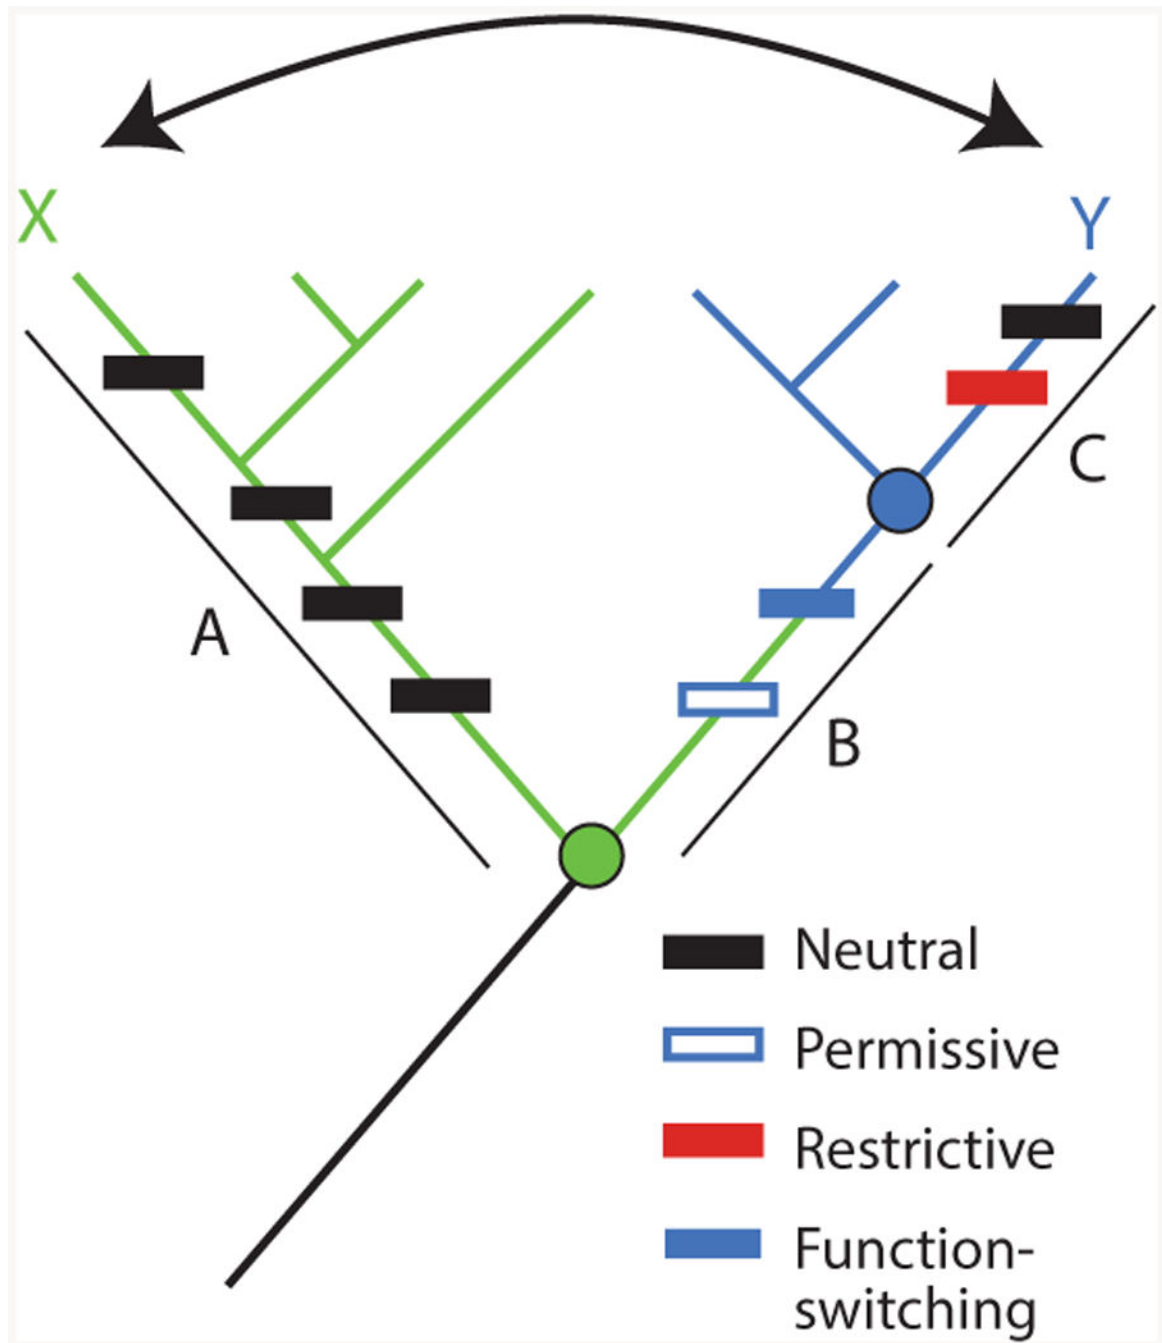 X
Y
C
A
B
Neutral
Permissive
Restrictive
Function-
switching